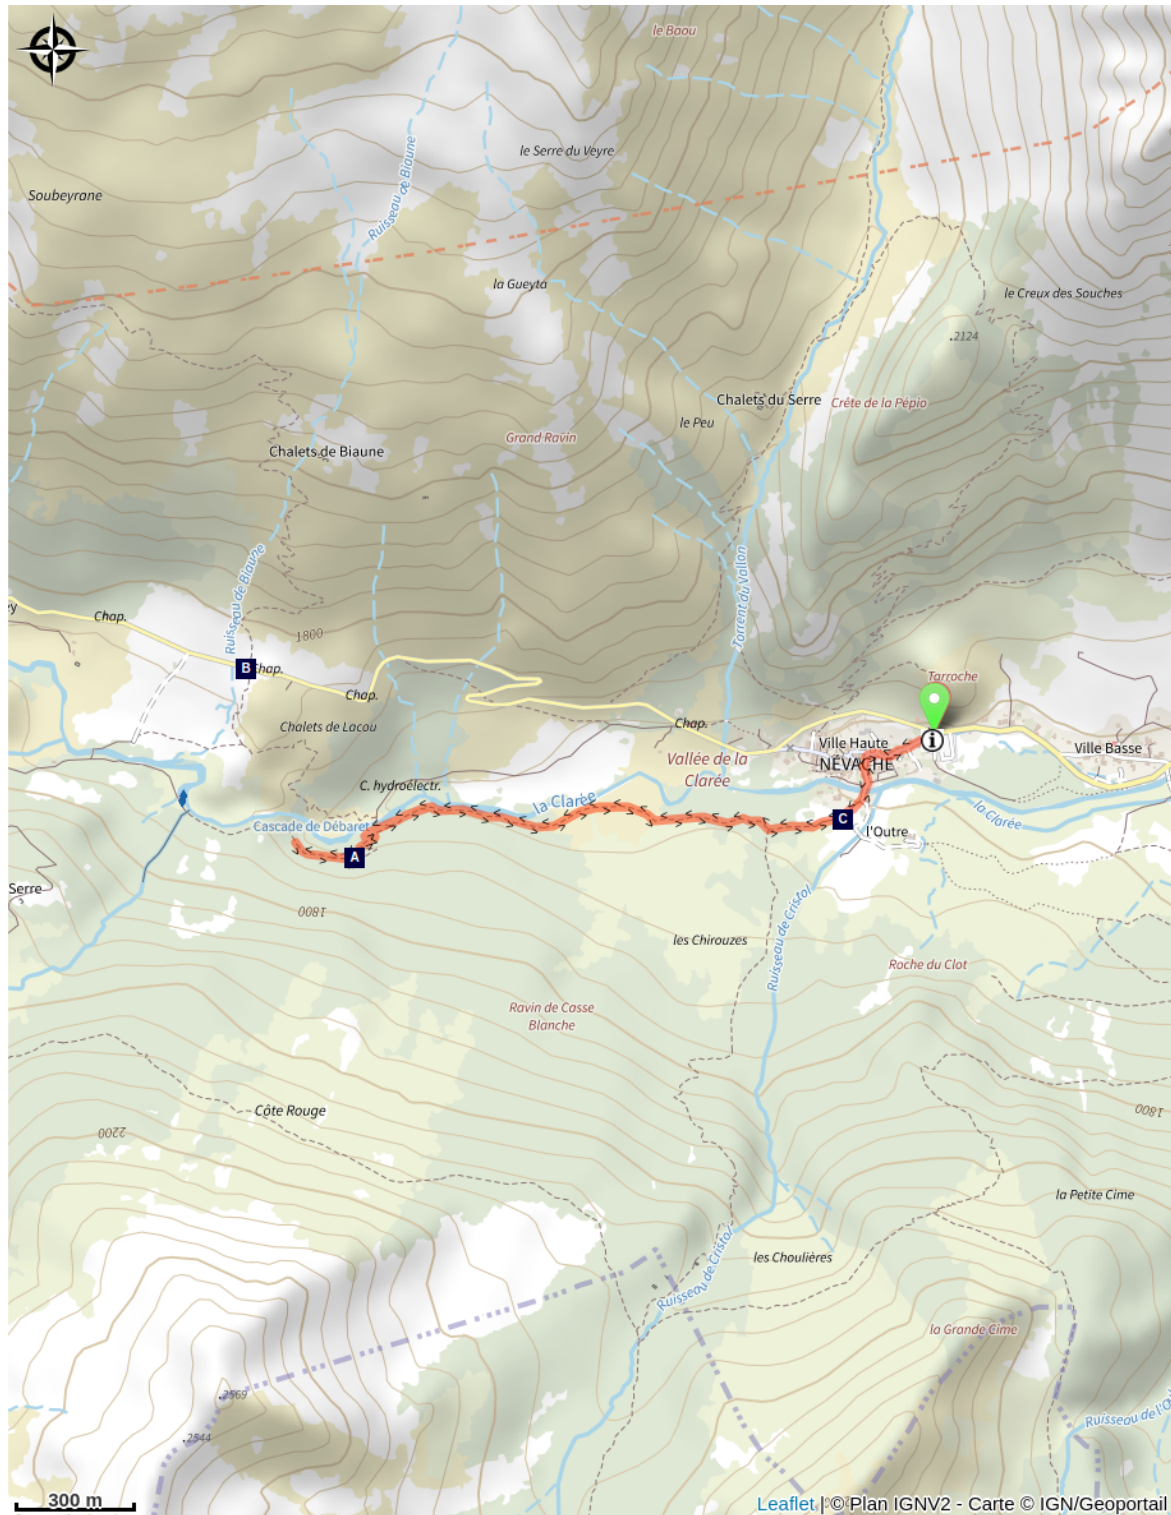 le Baou
le Serre du Veyre
Ruisseau de Biaune
Soubeyrane
la Gueyta
le Creux des Souches
.2124
Chalets du Serre
Crête de la Pépio
le Peu
Grand Ravin
Chalets de Biaune
Ruisseau de Biaune
Torrent du Vallon
ey
Chap.
1800
B
Chap.
Chap.
Tarroche
Chalets de Lacou
Chap.
Ville Haute
i
Ville Basse
NÉVACHE
Vallée de la
Clarée
C. hydroélectr.
la Clarée
la Clarée
Cascade de Débaret
C
l'Outre
A
Serre
1800
Ruisseau de Cristol
les Chirouzes
Roche du Clot
Ravin de Casse
Blanche
Côte Rouge
1800
2200
la Petite Cime
les Choulières
Ruisseau de Cristol
la Grande Cime
.2569
.2544
Ruisseau de l'O
300 m
Leaflet | © Plan IGNV2 - Carte © IGN/Geoportail